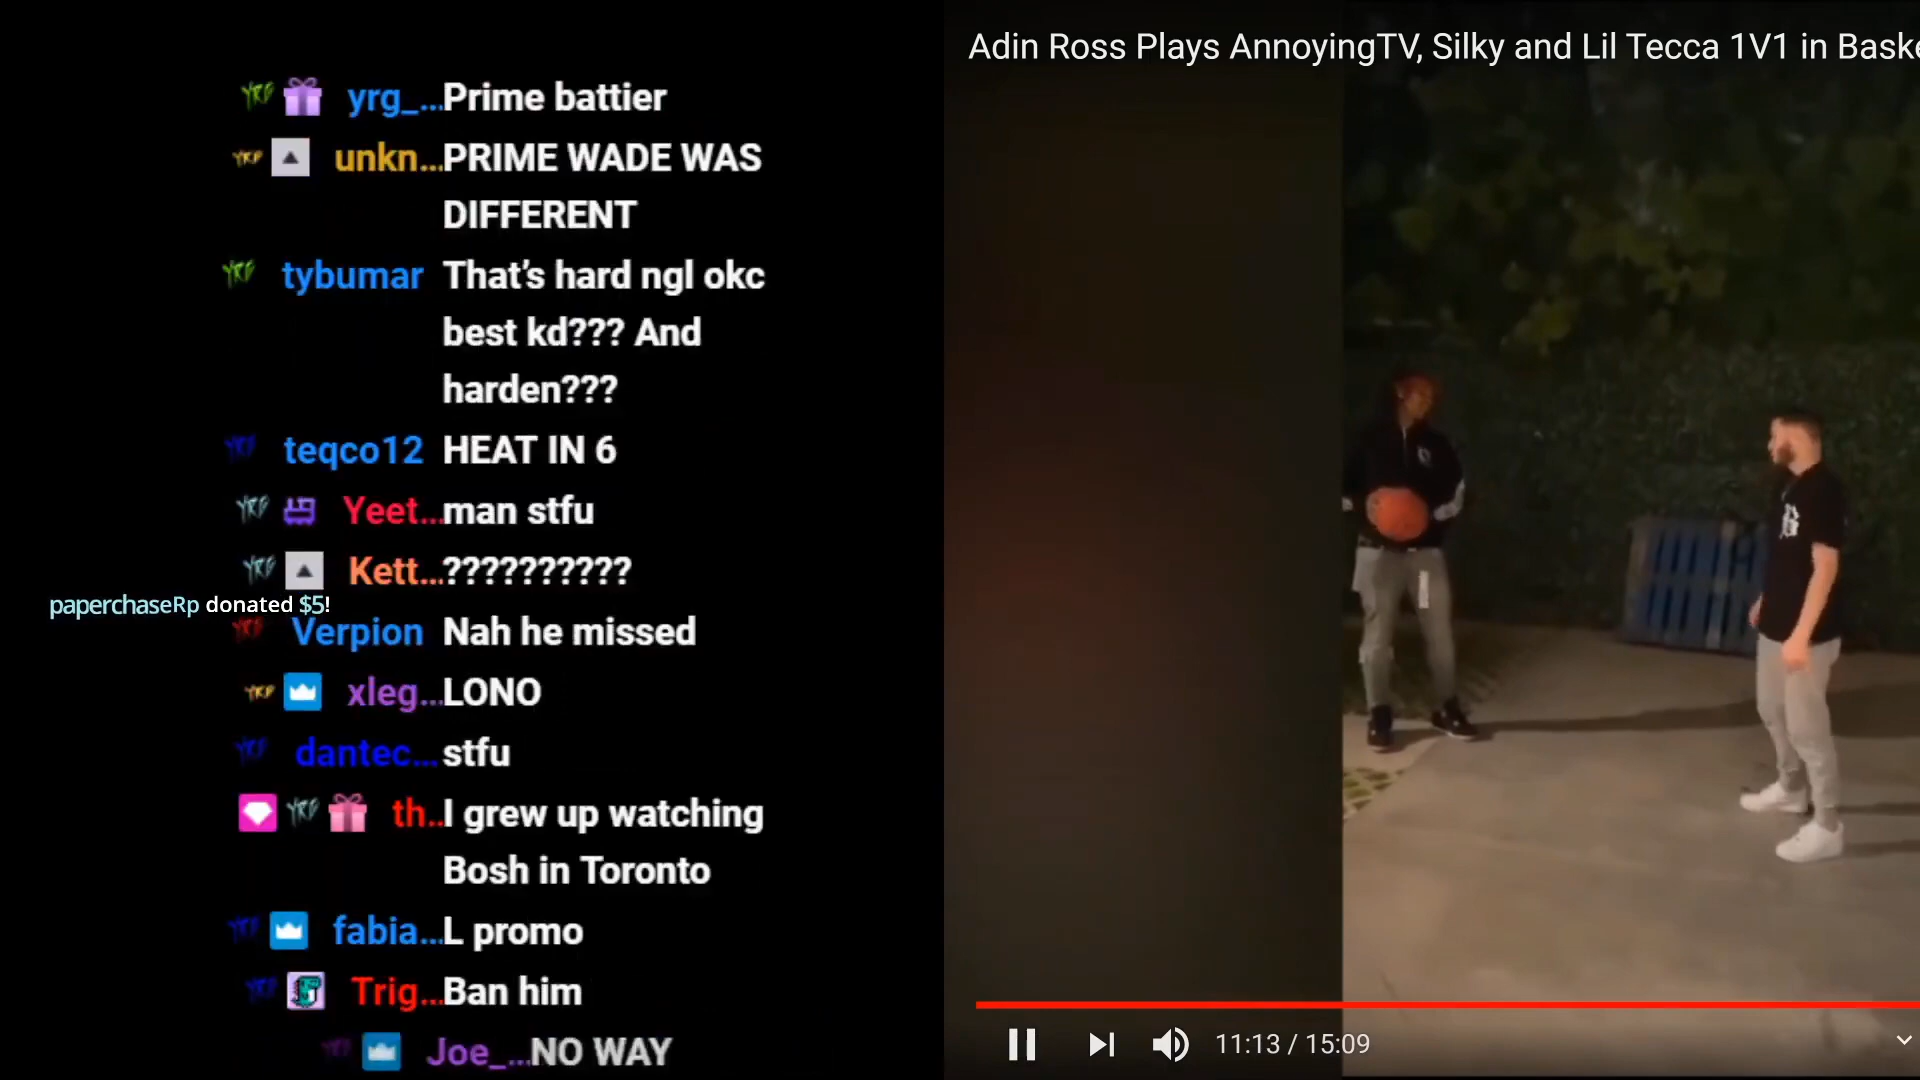 Adin Ross Plays AnnoyingTV, Silky and Lil Tecca 1V1 in Baske
yrg_...Prime battier
unkn...PRIME WADE WAS
DIFFERENT
tybumar That’s hard ngl okc
best kd??? And
harden???
teqco12 HEAT IN 6
Yeet...man stfu
Kett...??????????
paperchaseRp donated $5!
Verpion Nah he missed
xleg...LONO
dantec...stfu
th..I grew up watching
Bosh in Toronto
fabia...L promo
Trig...Ban him
Joe_...NO WAY
11:13 / 15:09